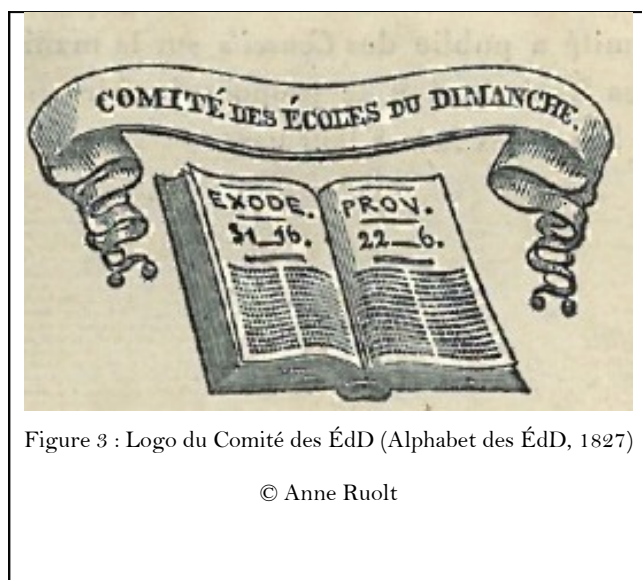 COMITÉ DES ÉCOLES DU DIMANCHE.
EXODE.
31_16.
PROV.
22_6.
Figure 3 : Logo du Comité des ÉdD (Alphabet des ÉdD, 1827)
© Anne Ruolt